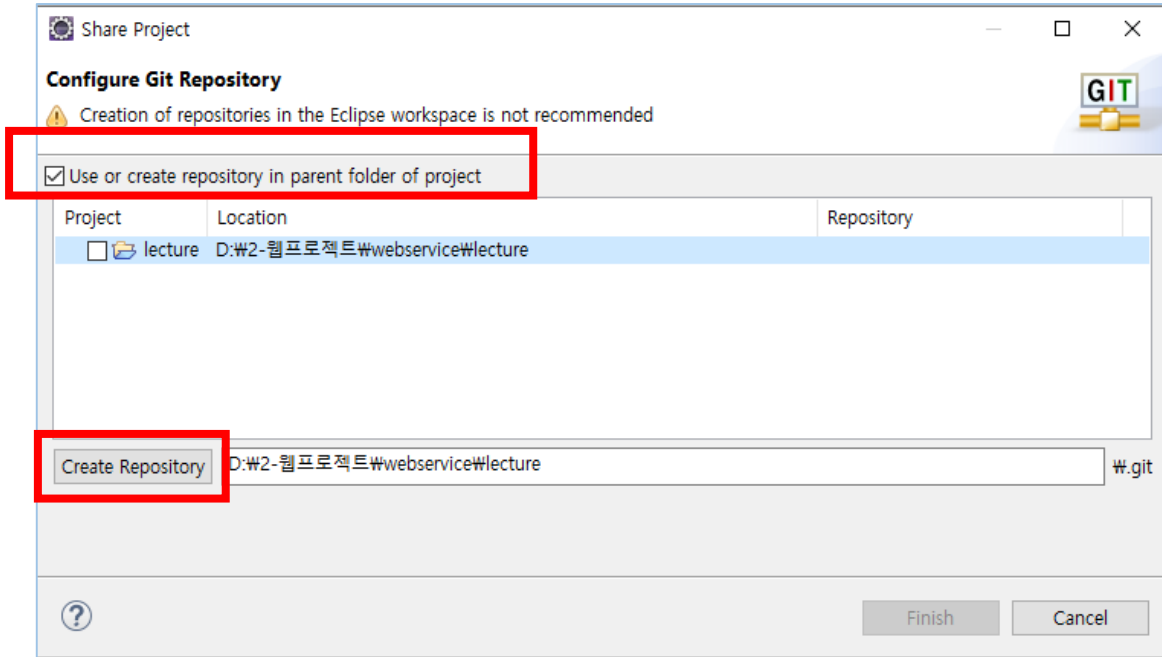 Share Project
Configure Git Repository
GIT
Creation of repositories in the Eclipse workspace is not recommended
Use or create repository in parent folder of project
Project Location Repository
lecture D:₩2-웹프로젝트₩webservice₩lecture
Create Repository D:₩2-웹프로젝트₩webservice₩lecture ₩.git
? Finish Cancel